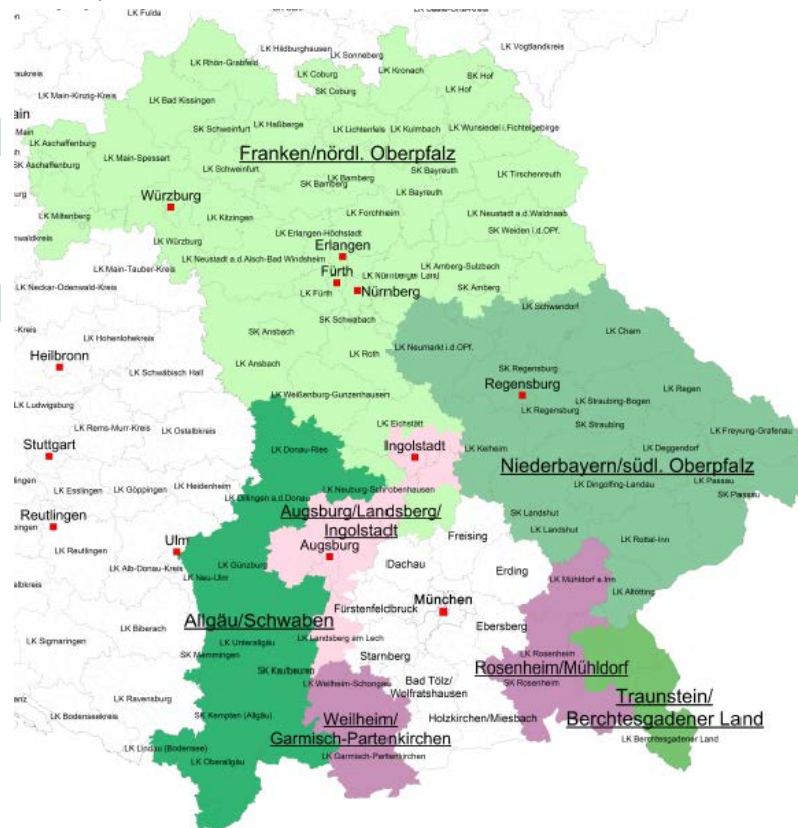 LK Fulda
LK Hildburghausen
LK Sonneberg
LK Vogtlandkreis
LK Rhön-Grabfeld
LK Coburg
LK Kronach
SK Hof
LK Hof
SK Coburg
LK Main-Kinzig-Kreis
LK Bad Kissingen
LK Haßberge
LK Lichtenfels
LK Kulmbach
LK Wunsiedel i.Fichtelgebirge
SK Schweinfurt
LK Aschaffenburg
SK Aschaffenburg
LK Main-Spessart
LK Schweinfurt
Franken/nördl. Oberpfalz
SK Bamberg
LK Bamberg
SK Bayreuth
LK Bayreuth
LK Tirschenreuth
Würzburg
LK Miltenberg
LK Kitzingen
LK Forchheim
LK Neustadt a.d.Waldnaab
LK Würzburg
LK Erlangen-Höchstadt
SK Weiden i.d.OPf.
Erlangen
LK Neustadt a.d.Aisch-Bad Windsheim
LK Main-Tauber-Kreis
Fürth
LK Nürnberger Land
LK Amberg-Sulzbach
LK Neckar-Odenwald-Kreis
LK Fürth
Nürnberg
SK Amberg
LK Schwandorf
SK Schwabach
SK Ansbach
LK Hohenlohekreis
LK Cham
LK Neumarkt i.d.OPf.
Heilbronn
LK Ansbach
LK Roth
LK Schwäbisch Hall
SK Regensburg
Regensburg
LK Regen
LK Weißenburg-Gunzenhausen
LK Straubing-Bogen
LK Regensburg
LK Ludwigsburg
LK Rems-Murr-Kreis
LK Ostalbkreis
LK Eichstätt
SK Straubing
LK Freyung-Grafenau
Stuttgart
LK Donau-Ries
Ingolstadt
LK Kelheim
LK Deggendorf
Niederbayern/südl. Oberpfalz
LK Esslingen
LK Göppingen
LK Heidenheim
LK Dillingen a.d.Donau
LK Neuburg-Schrobenhausen
LK Dingolfing-Landau
LK Passau
SK Passau
Augsburg/Landsberg/
Ingolstadt
Reutlingen
SK Landshut
LK Landshut
LK Rottal-Inn
Ulm
Augsburg
Freising
LK Reutlingen
LK Alb-Donau-Kreis
LK Günzburg
LK Neu-Ulm
Dachau
Erding
LK Mühldorf a.Inn
LK Altötting
Fürstenfeldbruck
München
Allgäu/Schwaben
LK Biberach
LK Unterallgäu
LK Landsberg am Lech
Ebersberg
LK Sigmaringen
SK Memmingen
Starnberg
LK Rosenheim
SK Kaufbeuren
LK Weilheim-Schongau
Bad Tölz/
Wolfratshausen
Rosenheim/Mühldorf
SK Rosenheim
LK Ravensburg
LK Bodenseekreis
SK Kempten (Allgäu)
Weilheim/
Garmisch-Partenkirchen
Holzkirchen/Miesbach
Traunstein/
Berchtesgadener Land
LK Lindau (Bodensee)
LK Oberallgäu
LK Garmisch-Partenkirchen
LK Berchtesgadener Land